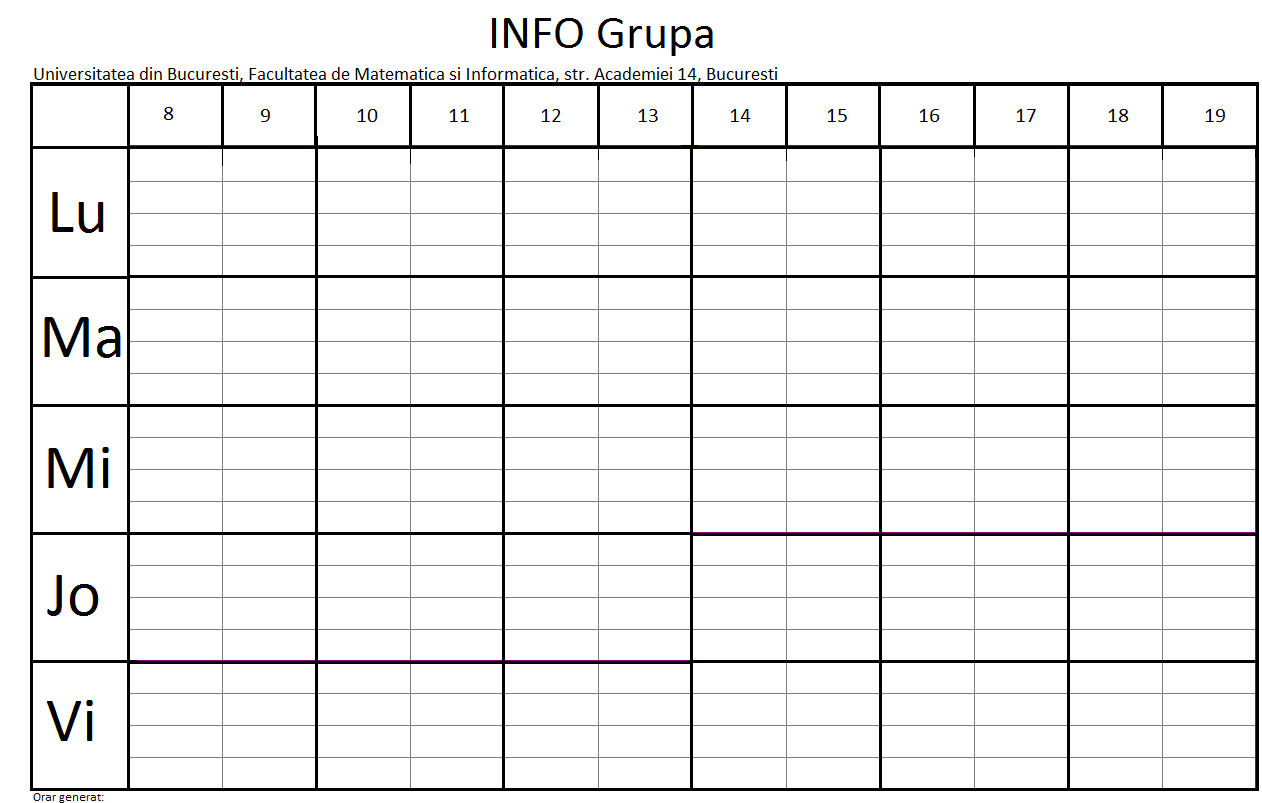 INFO Grupa
Universitatea din Bucuresti, Facultatea de Matematica si Informatica, str. Academiei 14, Bucuresti
8 9 10 11 12 13 14 15 16 17 18 19
Lu
Ma
Mi
Jo
Vi
Orar generat: